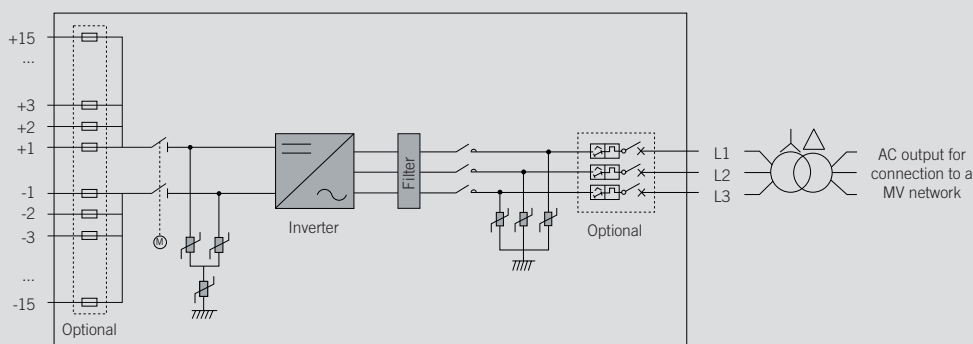 +15
...
+3
+2
+1
-1
-2
-3
...
-15
Optional
M
Inverter
Filter
Optional
L1
L2
L3
AC output for
connection to a
MV network